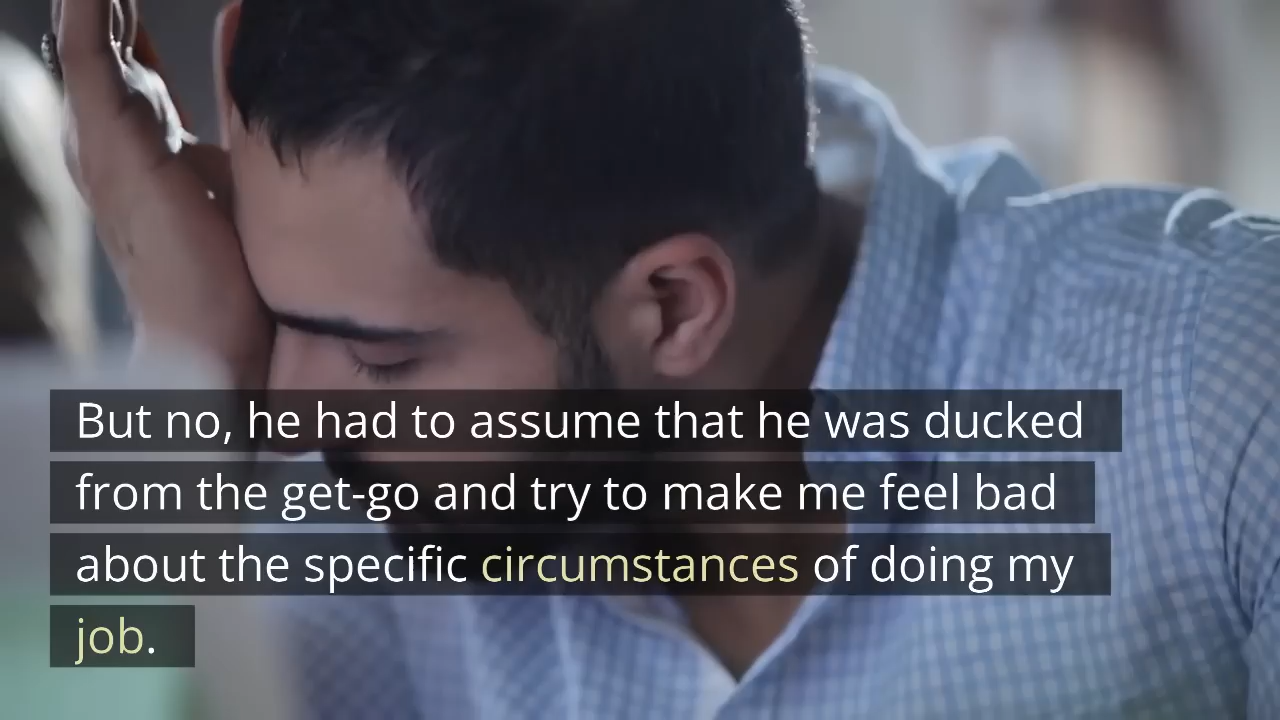 But no, he had to assume that he was ducked
from the get-go and try to make me feel bad
about the specific circumstances of doing my
job.